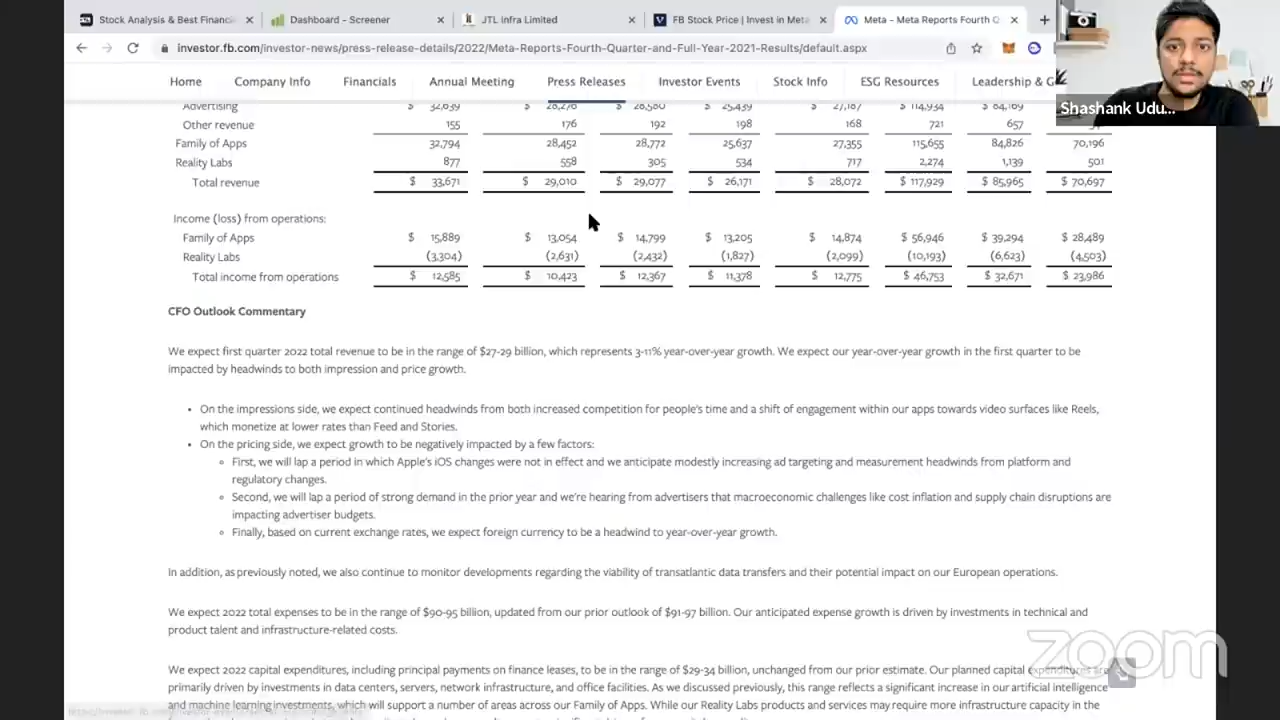 Stock Analysis & Best Financi
Dashboard - Screener
JTL infra Limited
FB Stock Price | Invest in Meta
Meta - Meta Reports Fourth Q
investor.fb.com/investor-news/press-release-details/2022/Meta-Reports-Fourth-Quarter-and-Full-Year-2021-Results/default.aspx
Home Company Info Financials Annual Meeting Press Releases Investor Events Stock Info ESG Resources Leadership & G
Shashank Udu...
Advertising $ 32,639 $ 28,276 $ 28,580 $ 25,439 $ 27,187 $ 114,934 $ 84,169
Other revenue 155 176 192 198 168 721 657
Family of Apps 32,794 28,452 28,772 25,637 27,355 115,655 84,826 70,196
Reality Labs 877 558 305 534 717 2,274 1,139 501
Total revenue $ 33,671 $ 29,010 $ 29,077 $ 26,171 $ 28,072 $ 117,929 $ 85,965 $ 70,697
Income (loss) from operations:
Family of Apps $ 15,889 $ 13,054 $ 14,799 $ 13,205 $ 14,874 $ 56,946 $ 39,294 $ 28,489
Reality Labs (3,304) (2,631) (2,432) (1,827) (2,099) (10,193) (6,623) (4,503)
Total income from operations $ 12,585 $ 10,423 $ 12,367 $ 11,378 $ 12,775 $ 46,753 $ 32,671 $ 23,986
CFO Outlook Commentary
We expect first quarter 2022 total revenue to be in the range of $27-29 billion, which represents 3-11% year-over-year growth. We expect our year-over-year growth in the first quarter to be
impacted by headwinds to both impression and price growth.
• On the impressions side, we expect continued headwinds from both increased competition for people's time and a shift of engagement within our apps towards video surfaces like Reels,
which monetize at lower rates than Feed and Stories.
• On the pricing side, we expect growth to be negatively impacted by a few factors:
◦ First, we will lap a period in which Apple's iOS changes were not in effect and we anticipate modestly increasing ad targeting and measurement headwinds from platform and
regulatory changes.
◦ Second, we will lap a period of strong demand in the prior year and we're hearing from advertisers that macroeconomic challenges like cost inflation and supply chain disruptions are
impacting advertiser budgets.
◦ Finally, based on current exchange rates, we expect foreign currency to be a headwind to year-over-year growth.
In addition, as previously noted, we also continue to monitor developments regarding the viability of transatlantic data transfers and their potential impact on our European operations.
We expect 2022 total expenses to be in the range of $90-95 billion, updated from our prior outlook of $91-97 billion. Our anticipated expense growth is driven by investments in technical and
product talent and infrastructure-related costs.
zoom
We expect 2022 capital expenditures, including principal payments on finance leases, to be in the range of $29-34 billion, unchanged from our prior estimate. Our planned capital expenditures are
primarily driven by investments in data centers, servers, network infrastructure, and office facilities. As we discussed previously, this range reflects a significant increase in our artificial intelligence
and machine learning investments, which will support a number of areas across our Family of Apps. While our Reality Labs products and services may require more infrastructure capacity in the